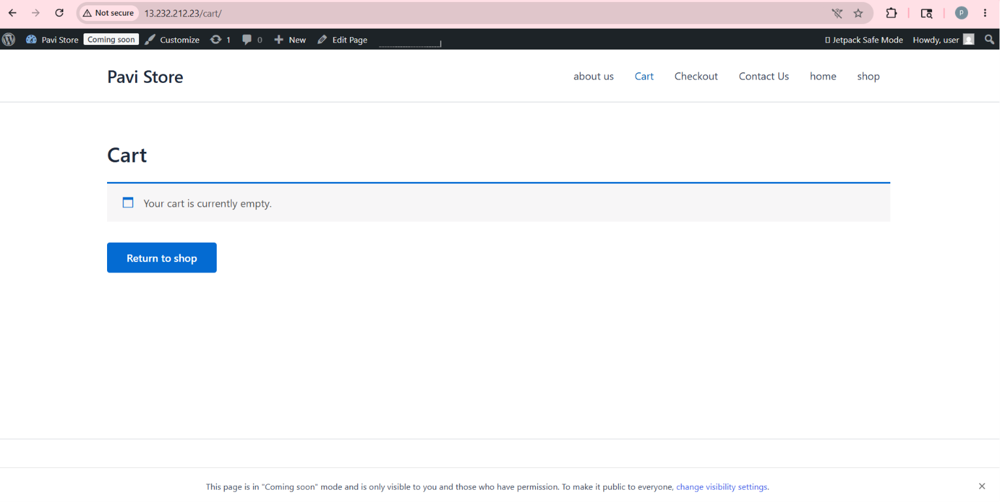 Not secure 13.232.212.23/cart/ P
Pavi Store Coming soon Customize 1 0 New Edit Page Jetpack Safe Mode Howdy, user
Pavi Store about us Cart Checkout Contact Us home shop
Cart
Your cart is currently empty.
Return to shop
This page is in "Coming soon" mode and is only visible to you and those who have permission. To make it public to everyone, change visibility settings.